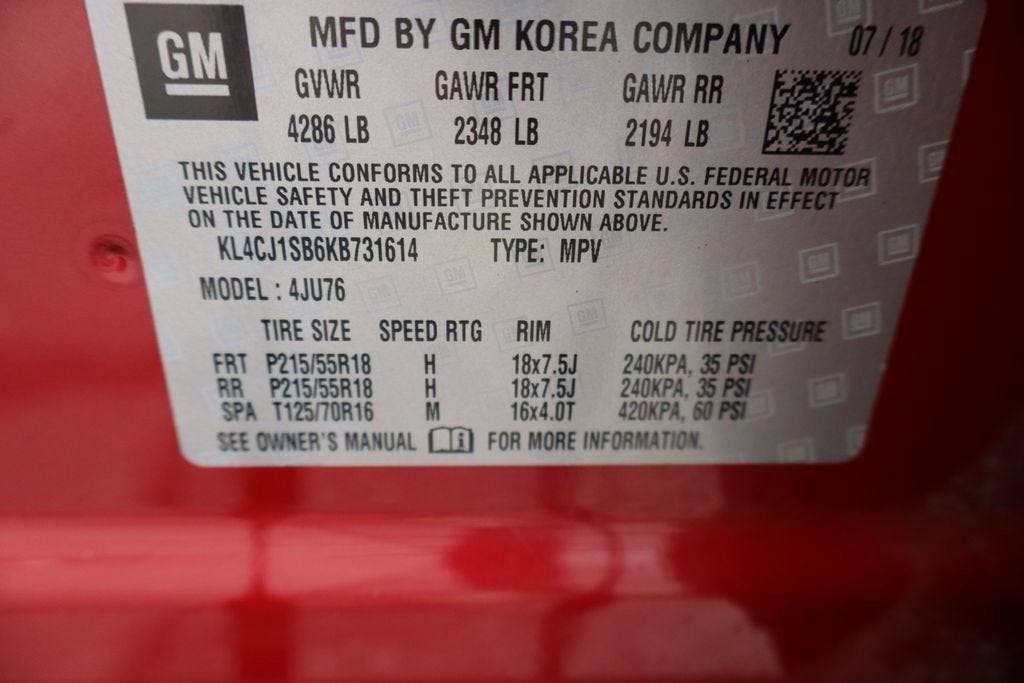 GM MFD BY GM KOREA COMPANY 07/18
GVWR GAWR FRT GAWR RR
4286 LB 2348 LB 2194 LB
THIS VEHICLE CONFORMS TO ALL APPLICABLE U.S. FEDERAL MOTOR
VEHICLE SAFETY AND THEFT PREVENTION STANDARDS IN EFFECT
ON THE DATE OF MANUFACTURE SHOWN ABOVE.
KL4CJ1SB6KB731614 TYPE: MPV
MODEL : 4JU76
TIRE SIZE SPEED RTG RIM COLD TIRE PRESSURE
FRT P215/55R18 H 18x7.5J 240KPA, 35 PSI
RR P215/55R18 H 18x7.5J 240KPA, 35 PSI
SPA T125/70R16 M 16x4.0T 420KPA, 60 PSI
SEE OWNER'S MANUAL FOR MORE INFORMATION.